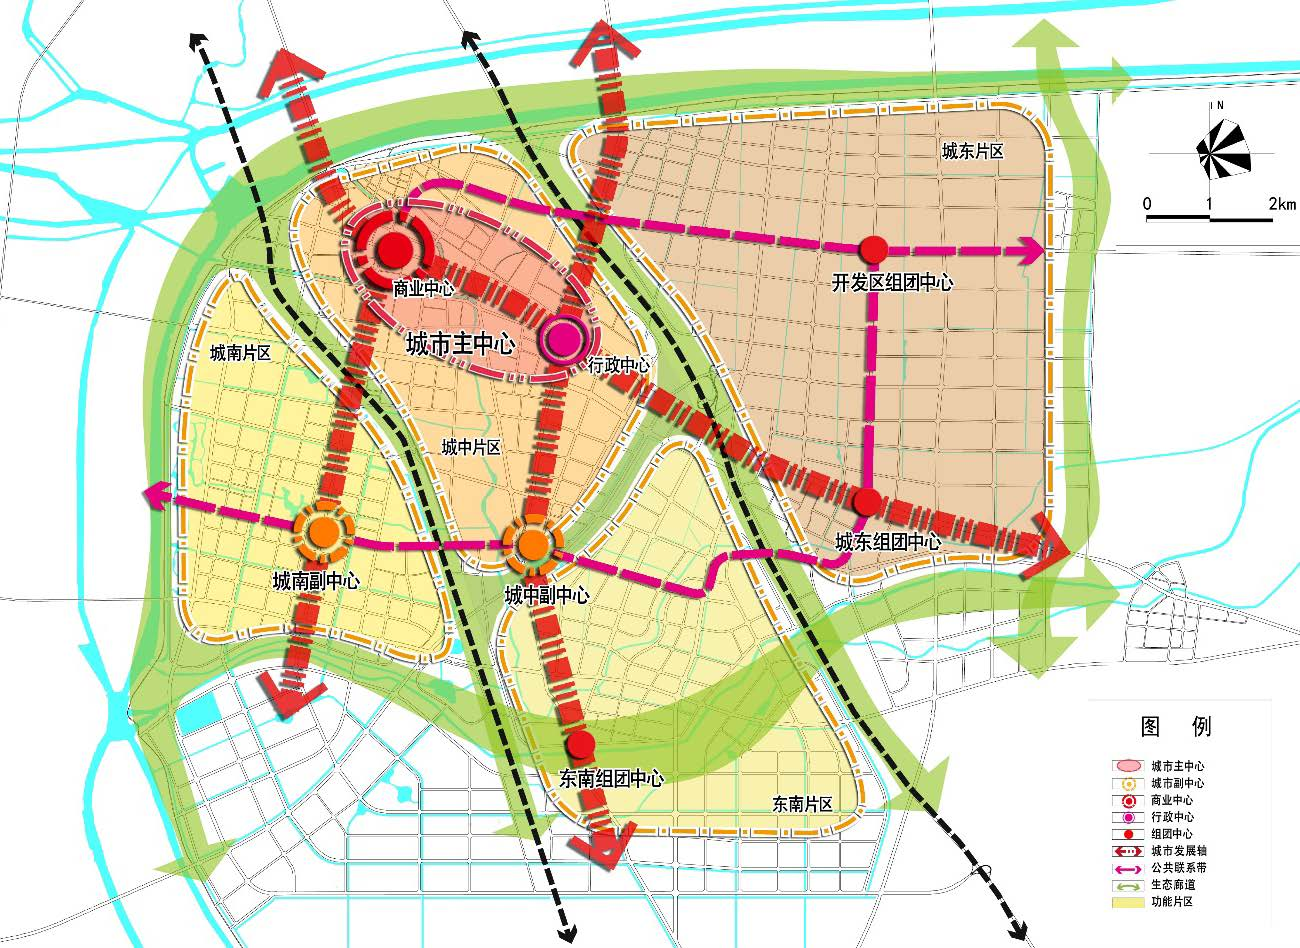 N
0 1 2km
城东片区
开发区组团中心
商业中心
城市主中心
城南片区
行政中心
城中片区
城东组团中心
城南副中心
城中副中心
东南组团中心
东南片区
图 例
城市主中心
城市副中心
商业中心
行政中心
组团中心
城市发展轴
公共联系带
生态廊道
功能片区